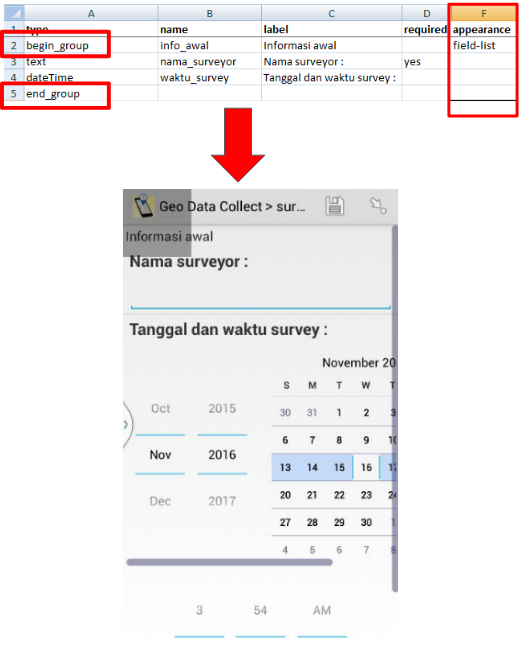 A B C D F
1 type name label required appearance
2 begin_group info_awal Informasi awal field-list
3 text nama_surveyor Nama surveyor : yes
4 dateTime waktu_survey Tanggal dan waktu survey :
5 end_group
Geo Data Collect > sur...
Informasi awal
Nama surveyor :
Tanggal dan waktu survey :
November 20
S M T W T
Oct 2015 30 31 1 2 3
6 7 8 9 10
Nov 2016 13 14 15 16 17
Dec 2017 20 21 22 23 24
27 28 29 30 1
4 5 6 7 8
3 54 AM